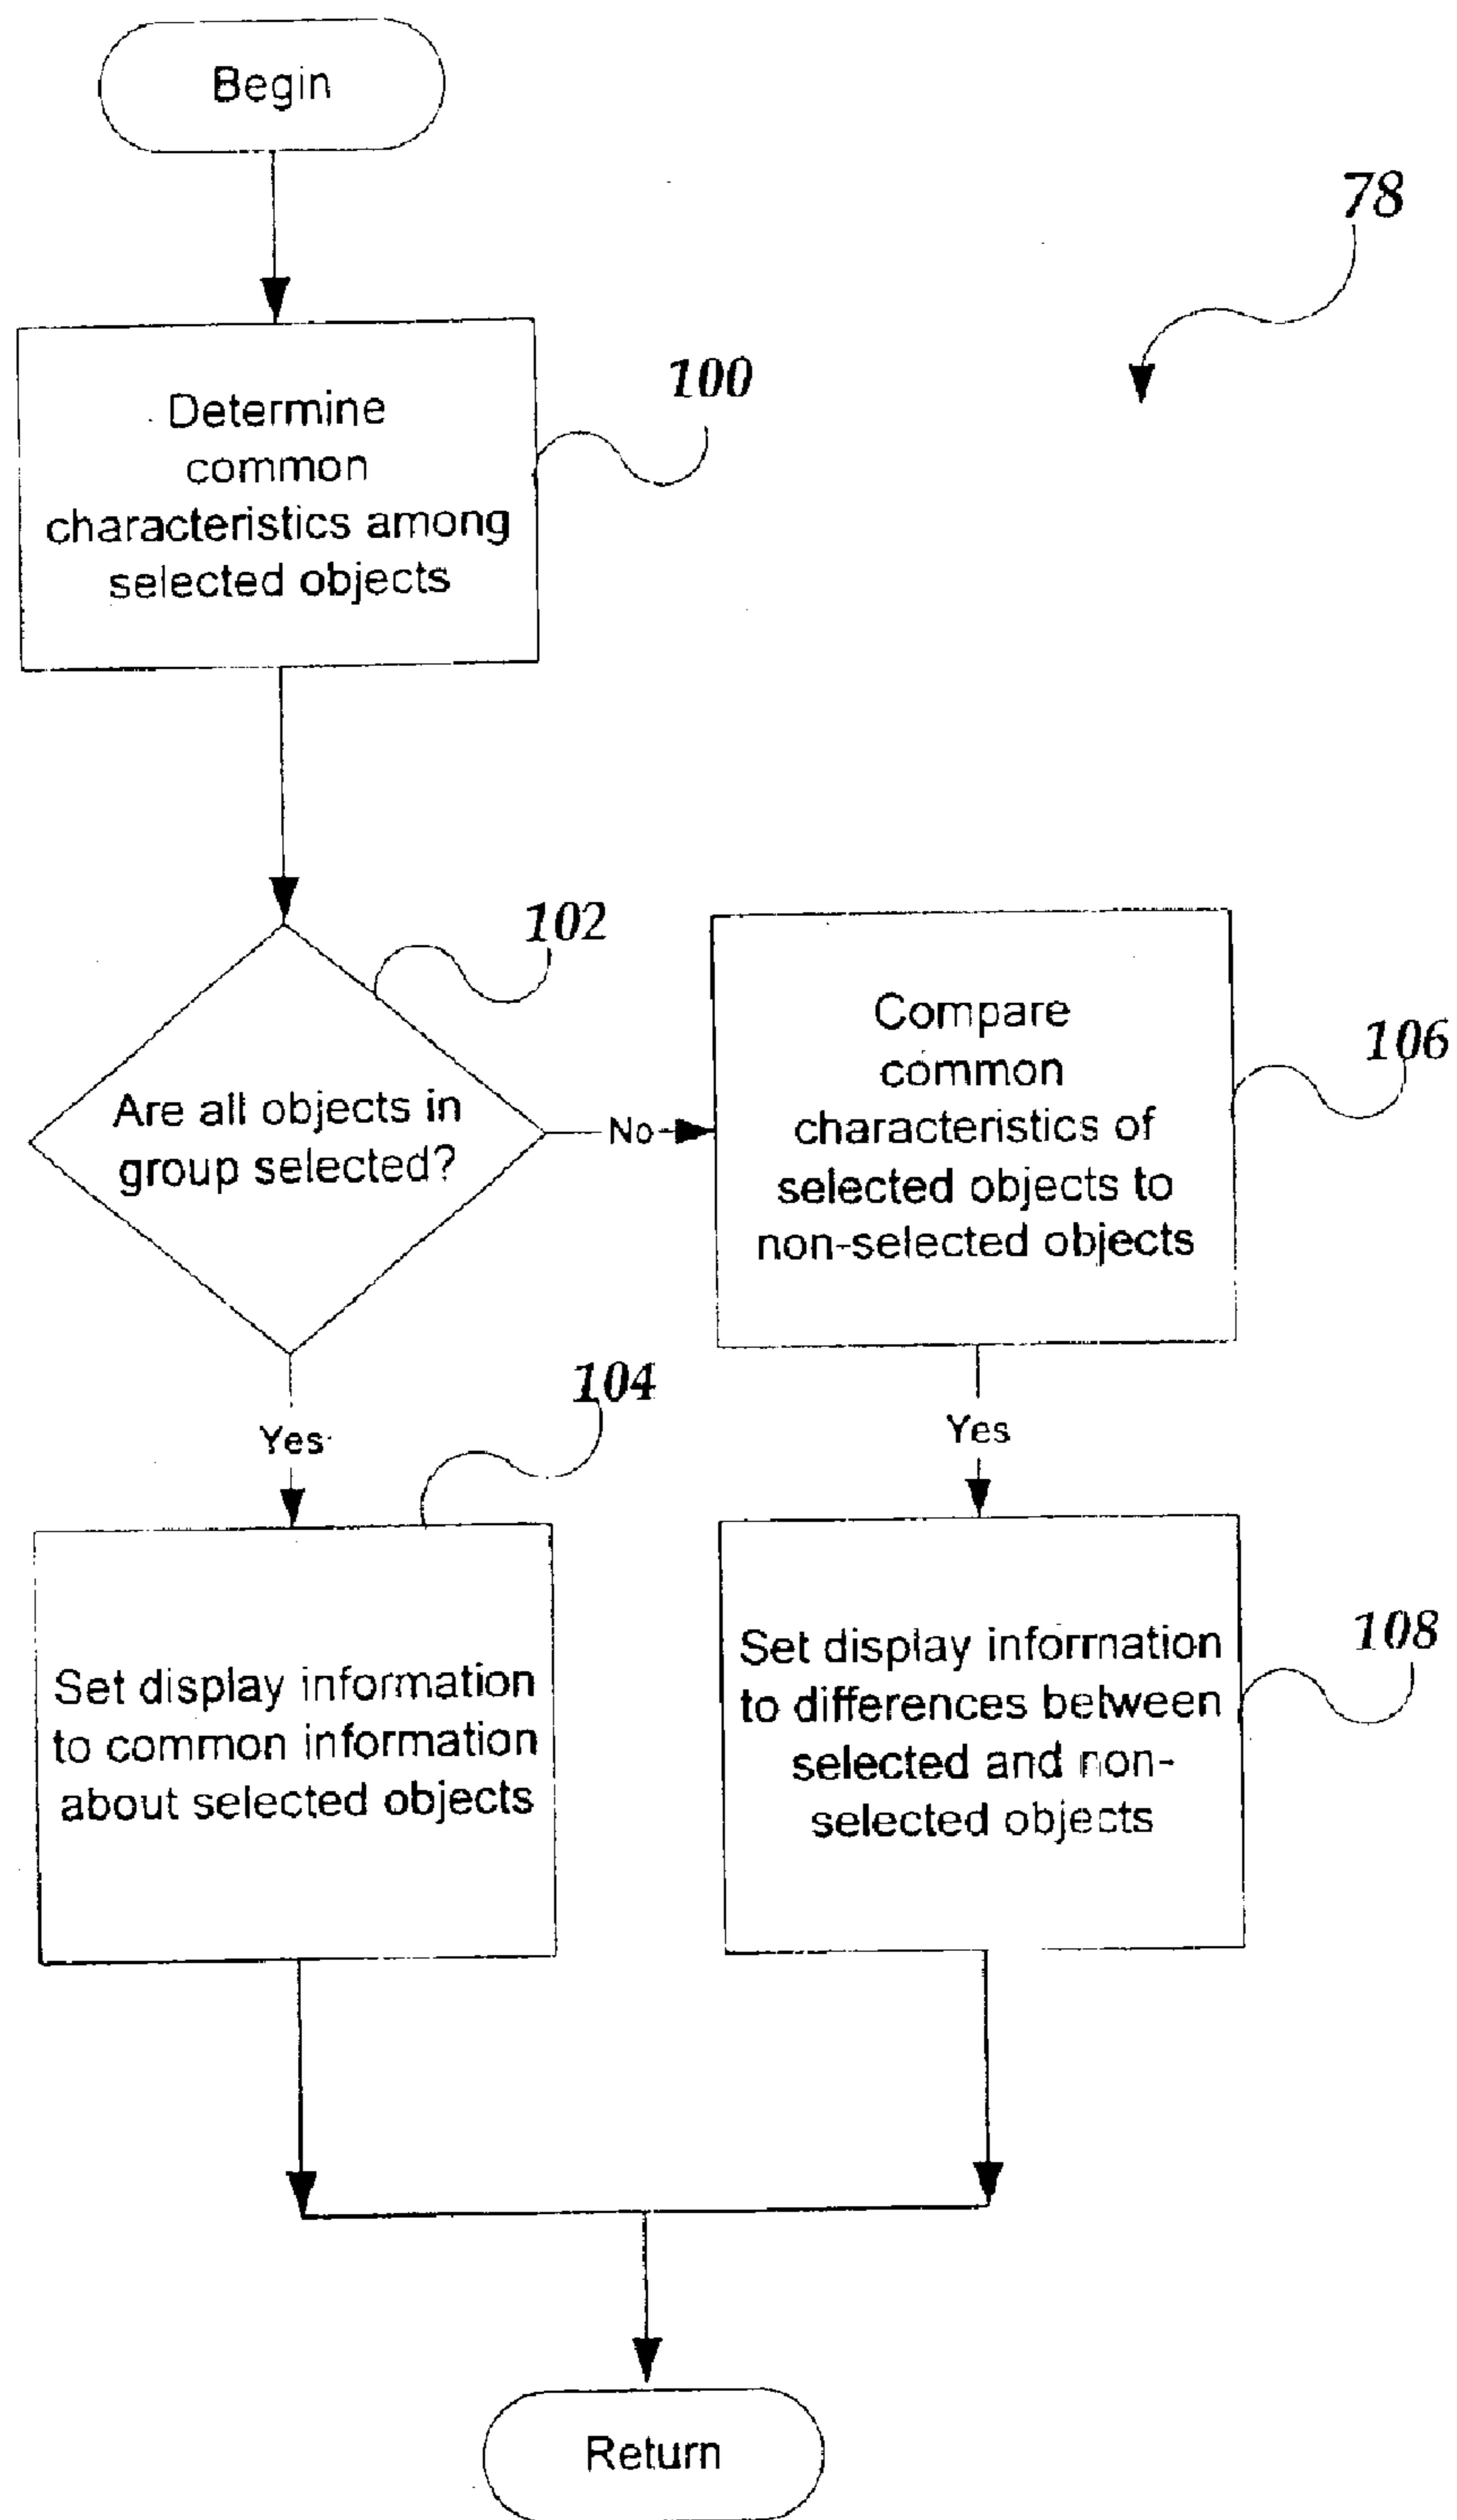 Begin
78
Determine
common
characteristics among
selected objects
100
102
Are all objects in
group selected?
No
Compare
common
characteristics of
selected objects to
non-selected objects
106
Yes
104
Yes
Set display information
to common information
about selected objects
Set display information
to differences between
selected and non-
selected objects
108
Return